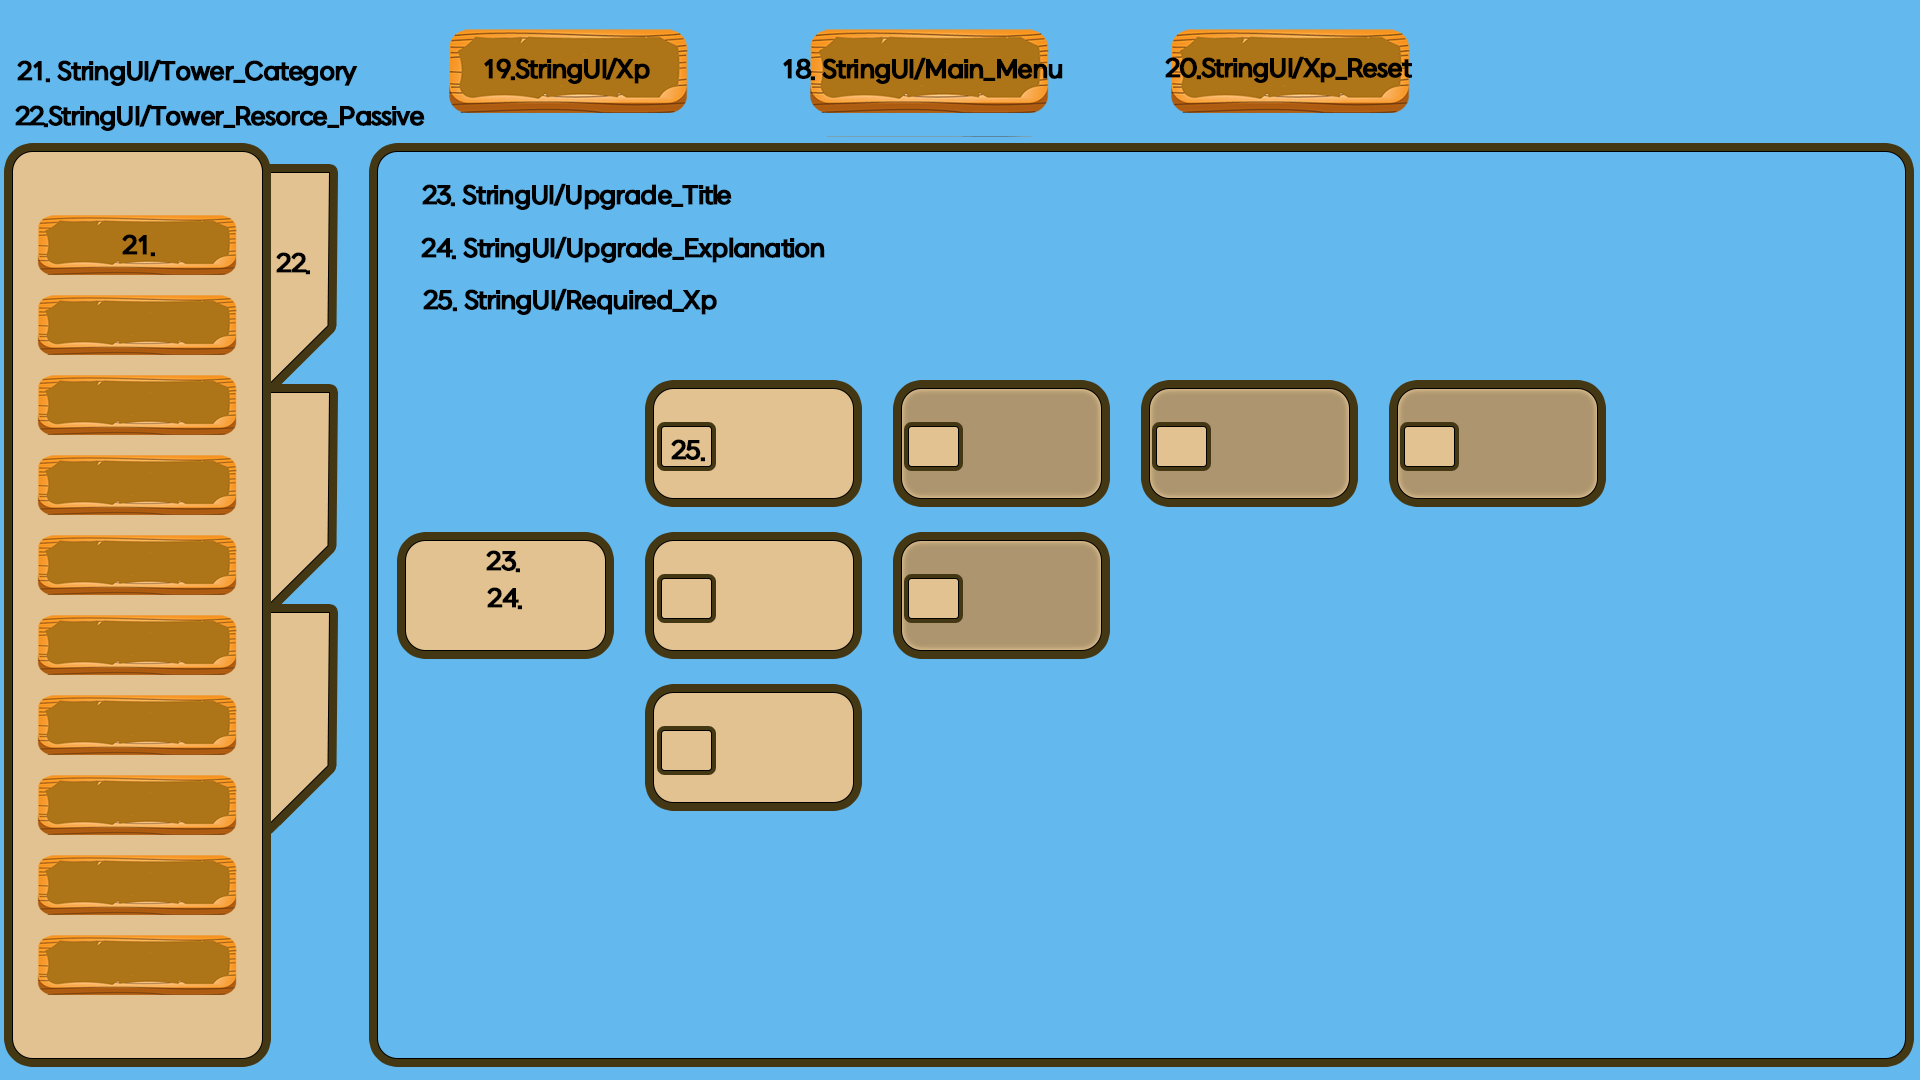 19.StringUI/Xp
18. StringUI/Main_Menu
20.StringUI/Xp_Reset
21. StringUI/Tower_Category
22.StringUI/Tower_Resorce_Passive
21.
22.
23. StringUI/Upgrade_Title
24. StringUI/Upgrade_Explanation
25. StringUI/Required_Xp
25.
23.
24.